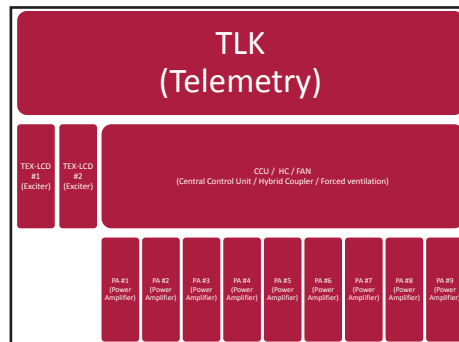 TLK
(Telemetry)
TEX-LCD
#1
(Exciter)
TEX-LCD
#2
(Exciter)
CCU / HC / FAN
(Central Control Unit / Hybrid Coupler / Forced ventilation)
PA #1
(Power
Amplifier)
PA #2
(Power
Amplifier)
PA #3
(Power
Amplifier)
PA #4
(Power
Amplifier)
PA #5
(Power
Amplifier)
PA #6
(Power
Amplifier)
PA #7
(Power
Amplifier)
PA #8
(Power
Amplifier)
PA #9
(Power
Amplifier)